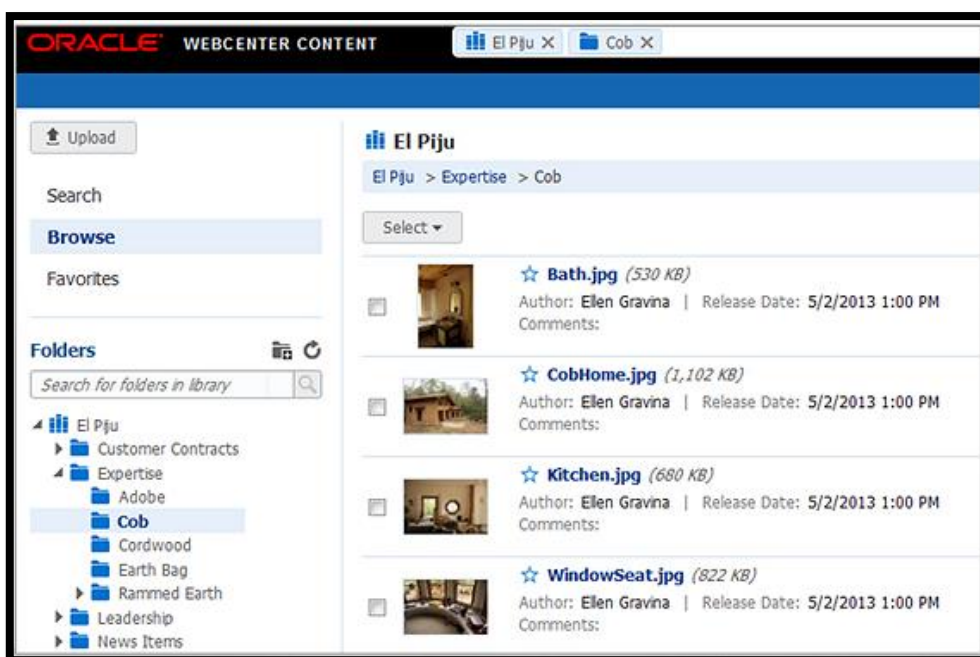 ORACLE WEBCENTER CONTENT
El Piju X Cob X
Upload
Search
Browse
Favorites
Folders
Search for folders in library
El Piju
Customer Contracts
Expertise
Adobe
Cob
Cordwood
Earth Bag
Rammed Earth
Leadership
News Items
El Piju
El Piju > Expertise > Cob
Select
Bath.jpg (530 KB)
Author: Ellen Gravina | Release Date: 5/2/2013 1:00 PM
Comments:
CobHome.jpg (1,102 KB)
Author: Ellen Gravina | Release Date: 5/2/2013 1:00 PM
Comments:
Kitchen.jpg (680 KB)
Author: Ellen Gravina | Release Date: 5/2/2013 1:00 PM
Comments:
WindowSeat.jpg (822 KB)
Author: Ellen Gravina | Release Date: 5/2/2013 1:00 PM
Comments: